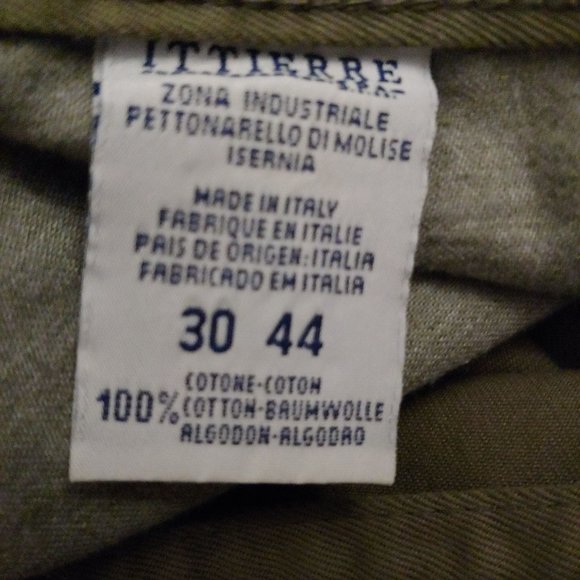 ITTIERRE
S.P.A.
ZONA INDUSTRIALE
PETTONARELLO DI MOLISE
ISERNIA
MADE IN ITALY
FABRIQUE EN ITALIE
PAIS DE ORIGEN: ITALIA
FABRICADO EM ITALIA
30 44
COTONE-COTON
100% COTTON-BAUMWOLLE
ALGODON-ALGODAO